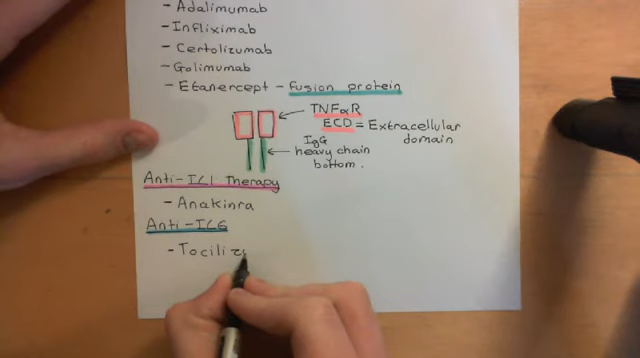 - Adalimumab
- Infliximab
- Certolizumab
- Golimumab
- Etanercept - fusion protein
TNFαR
ECD = Extracellular
domain
IgG
heavy chain
bottom.
Anti-IL1 Therapy
- Anakinra
Anti-IL6
- Tociliz